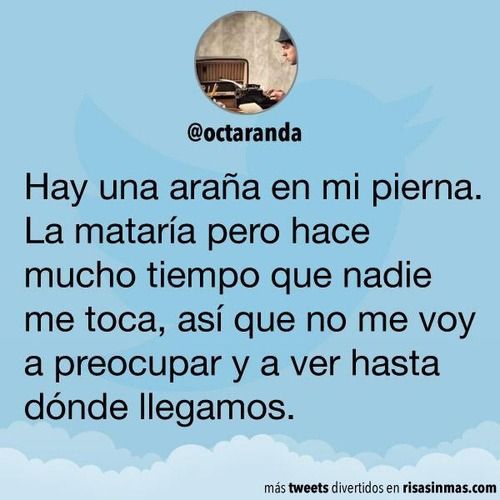 @octaranda
Hay una araña en mi pierna.
La mataría pero hace
mucho tiempo que nadie
me toca, así que no me voy
a preocupar y a ver hasta
dónde llegamos.
más tweets divertidos en risasinmas.com